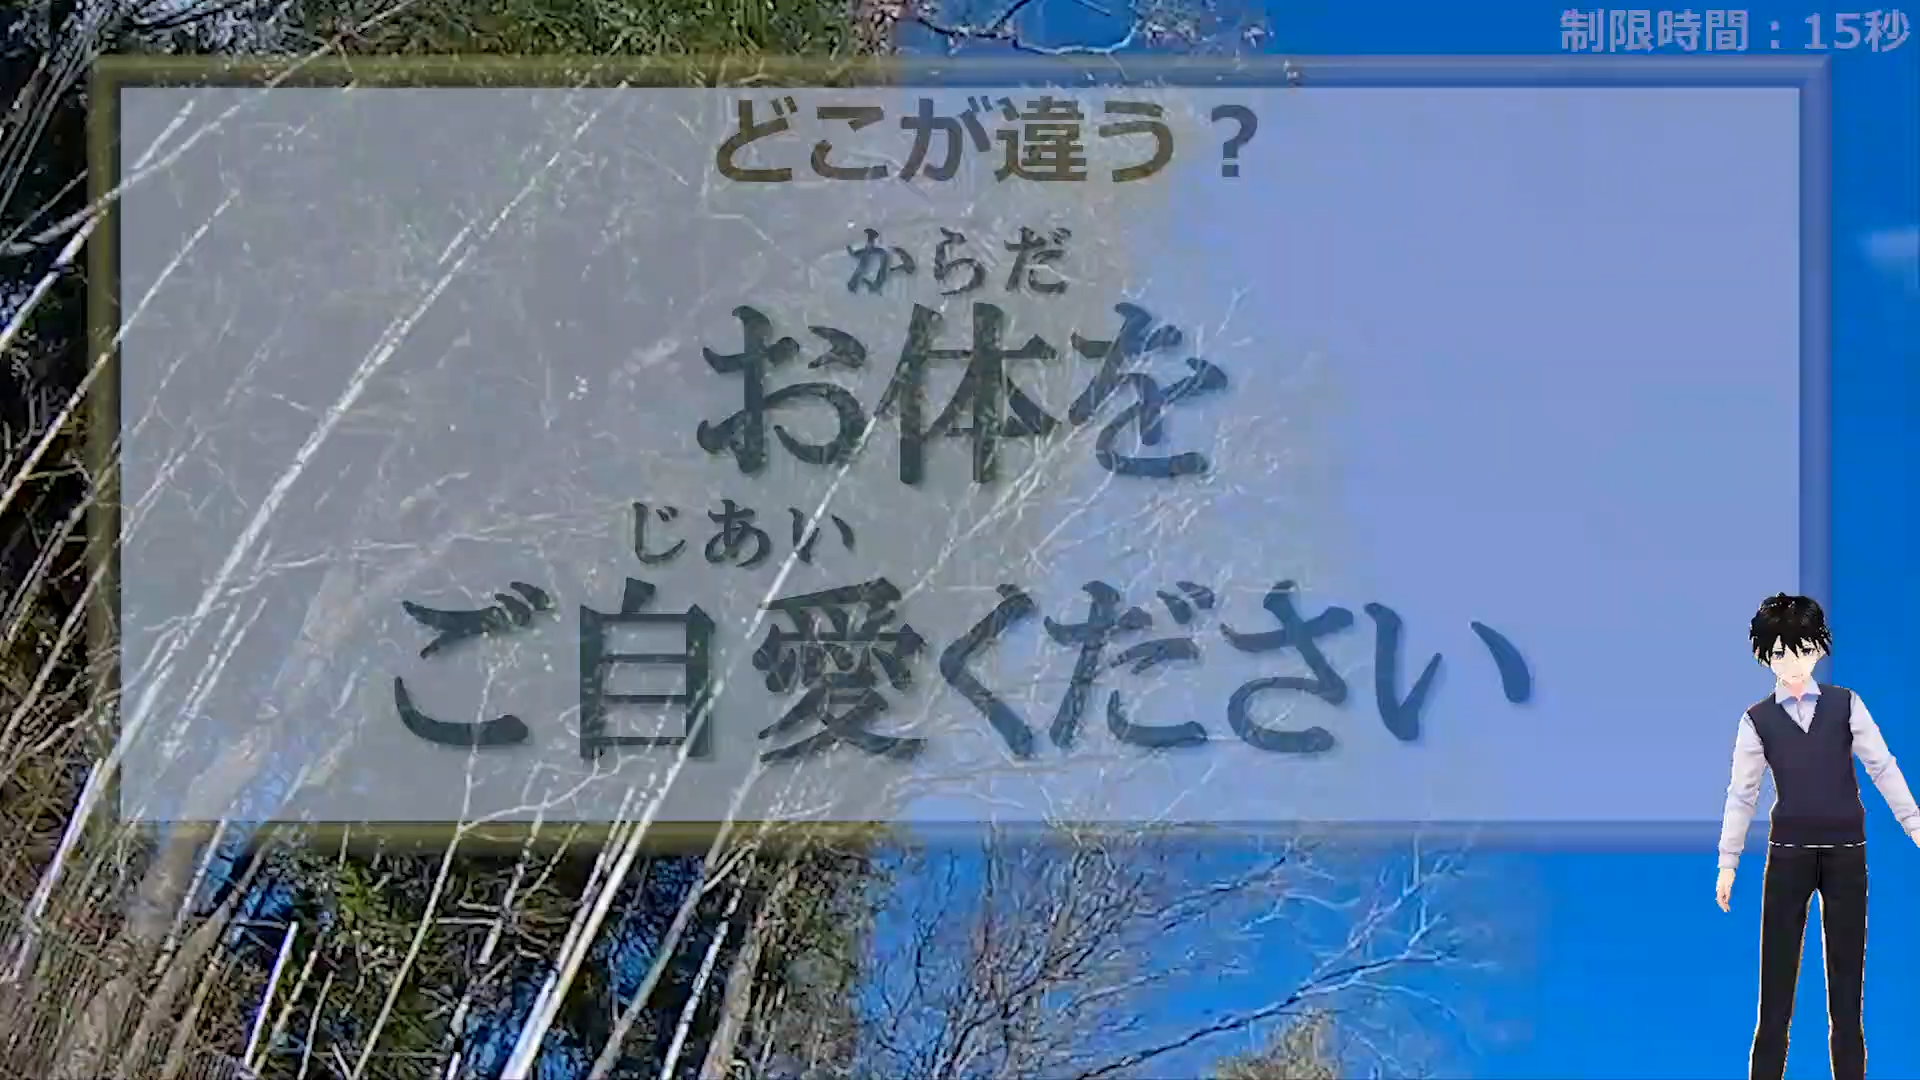 制限時間：15秒
どこが違う？
からだ
お体を
じあい
ご自愛ください